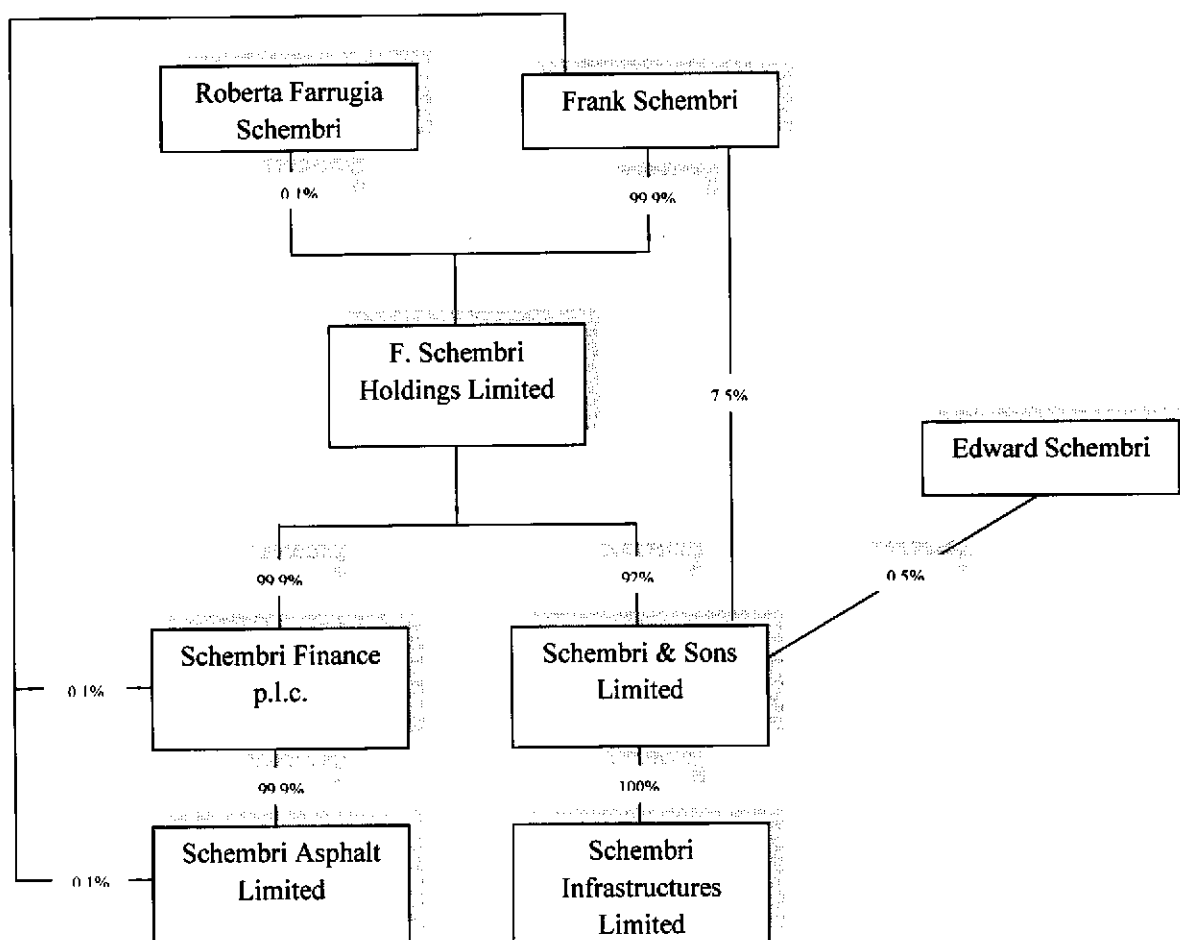 Roberta Farrugia
Schembri
Frank Schembri
0.1%
99.9%
F. Schembri
Holdings Limited
7.5%
Edward Schembri
99.9%
92%
0.5%
Schembri Finance
p.l.c.
Schembri & Sons
Limited
0.1%
99.9%
100%
Schembri Asphalt
Limited
Schembri
Infrastructures
Limited
0.1%